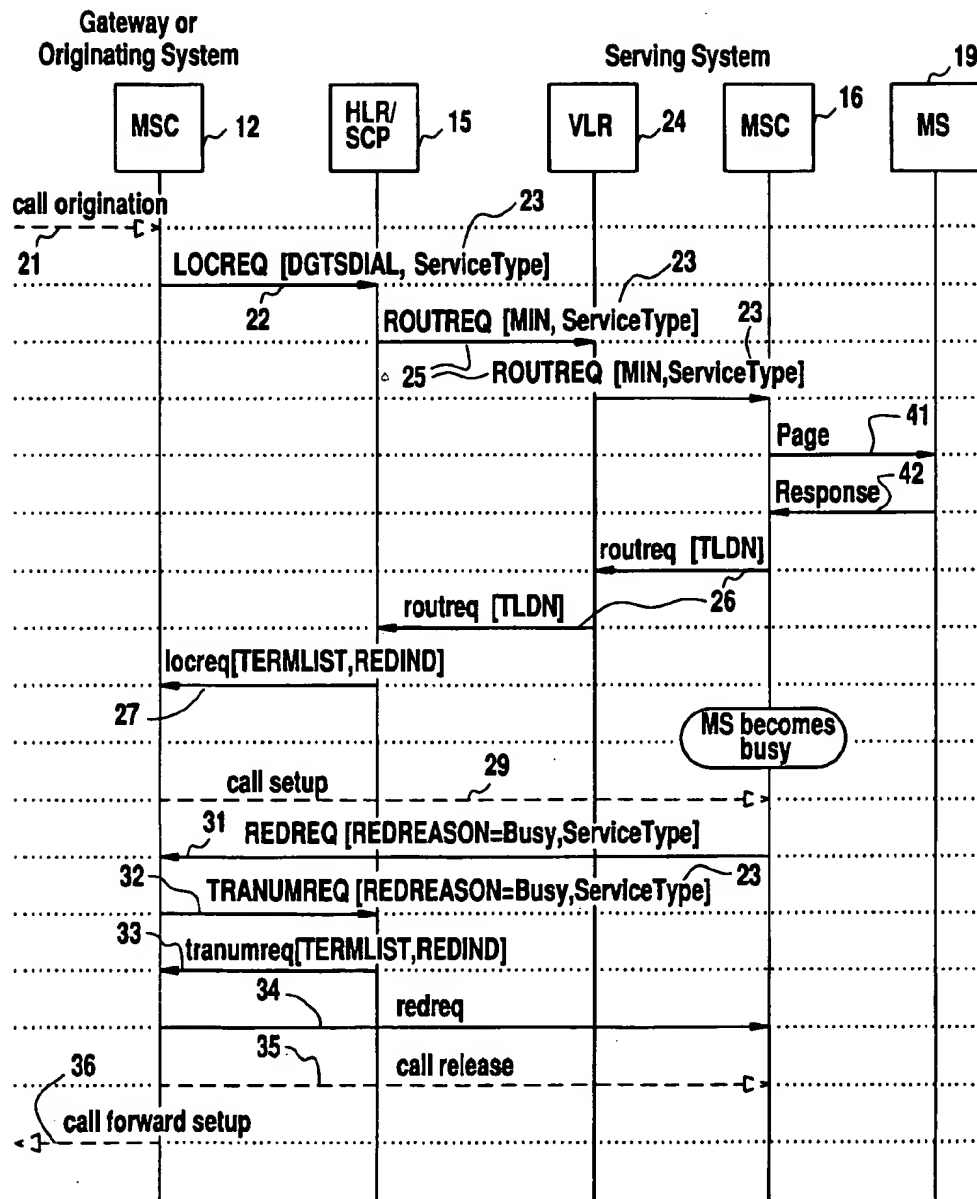 Gateway or
Originating System
Serving System
19
MSC
12
HLR/
SCP
15
VLR
24
MSC
16
MS
call origination
21
23
LOCREQ [DGTSDIAL, ServiceType]
22
23
ROUTREQ [MIN, ServiceType]
23
25
ROUTREQ [MIN,ServiceType]
Page
41
42
Response
routreq [TLDN]
26
routreq [TLDN]
locreq[TERMLIST,REDIND]
27
MS becomes
busy
29
call setup
31
REDREQ [REDREASON=Busy,ServiceType]
32
TRANUMREQ [REDREASON=Busy,ServiceType]
23
33
tranumreq[TERMLIST,REDIND]
34
redreq
35
36
call release
call forward setup